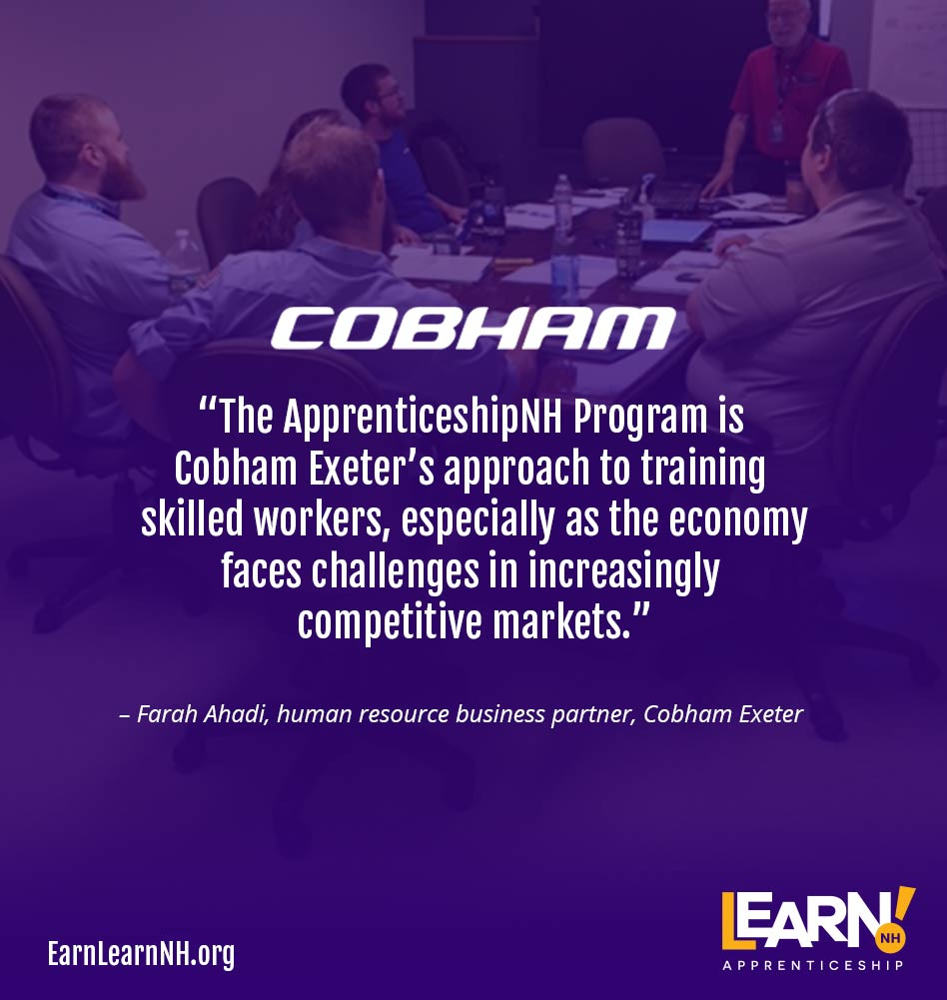 COBHAM
“The ApprenticeshipNH Program is
Cobham Exeter’s approach to training
skilled workers, especially as the economy
faces challenges in increasingly
competitive markets.”
– Farah Ahadi, human resource business partner, Cobham Exeter
LEARN!
NH
APPRENTICESHIP
EarnLearnNH.org